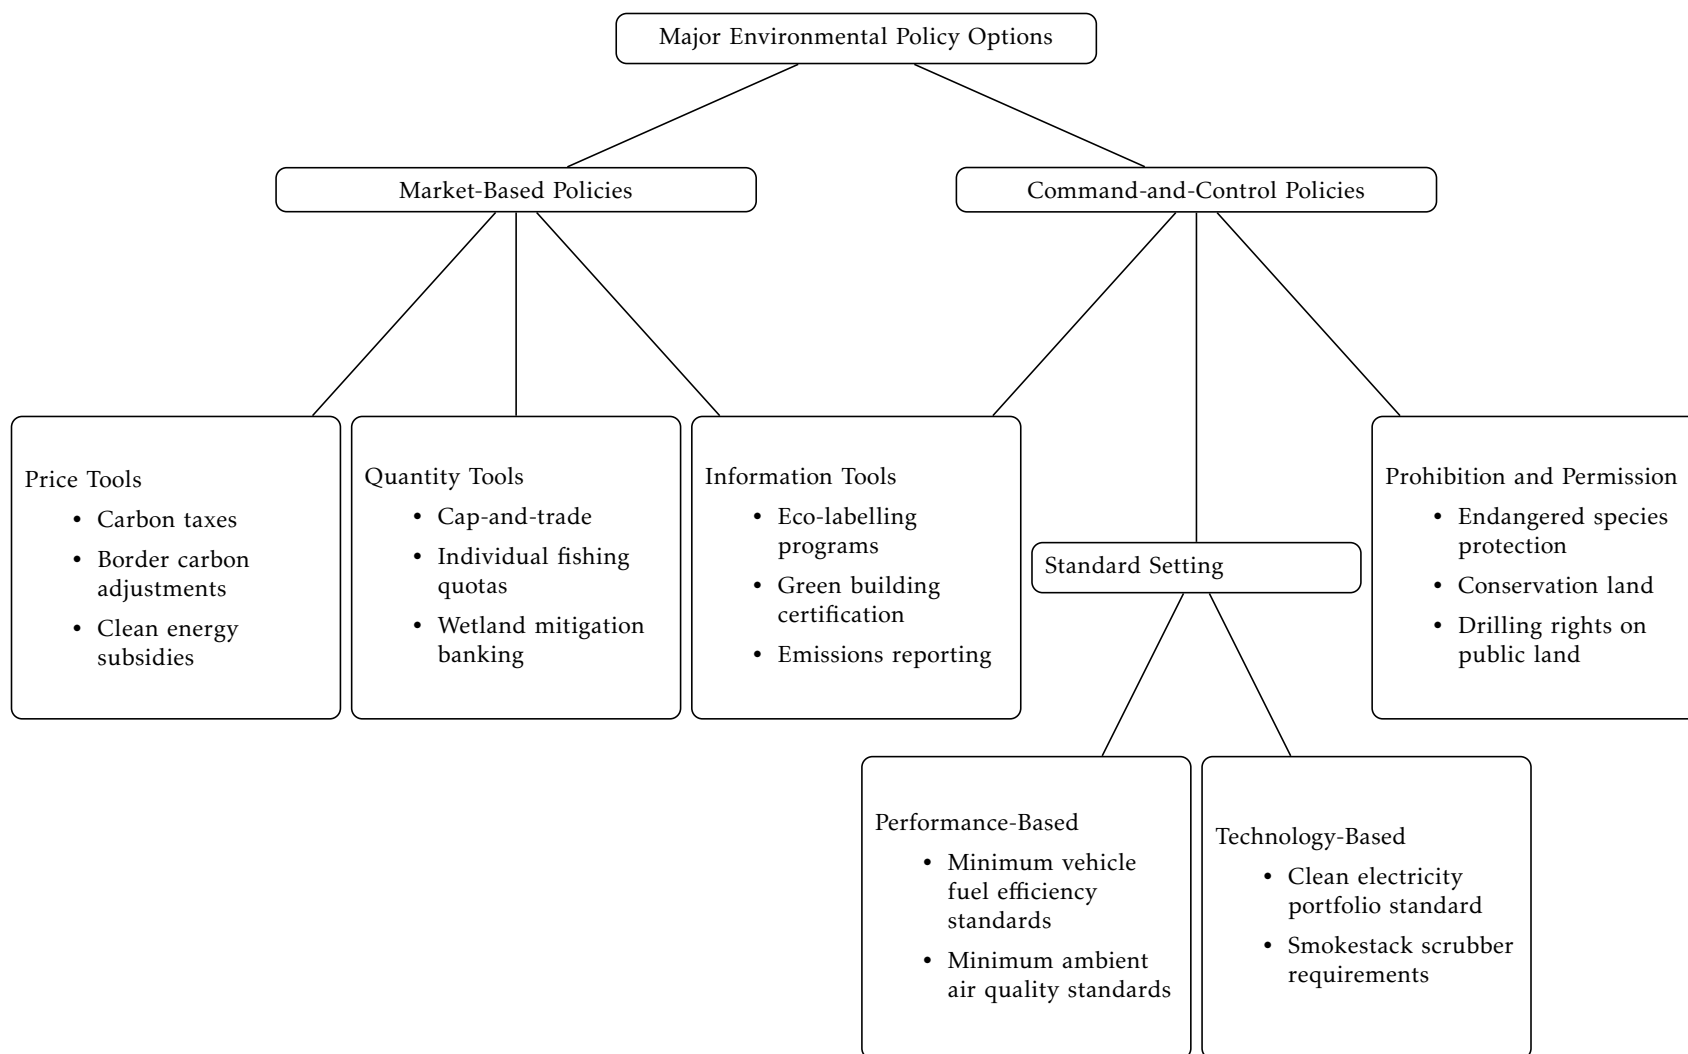 Major Environmental Policy Options
Market-Based Policies
Command-and-Control Policies
Price Tools
• Carbon taxes
• Border carbon
adjustments
• Clean energy
subsidies
Quantity Tools
• Cap-and-trade
• Individual fishing
quotas
• Wetland mitigation
banking
Information Tools
• Eco-labelling
programs
• Green building
certification
• Emissions reporting
Standard Setting
Prohibition and Permission
• Endangered species
protection
• Conservation land
• Drilling rights on
public land
Performance-Based
• Minimum vehicle
fuel efficiency
standards
• Minimum ambient
air quality standards
Technology-Based
• Clean electricity
portfolio standard
• Smokestack scrubber
requirements